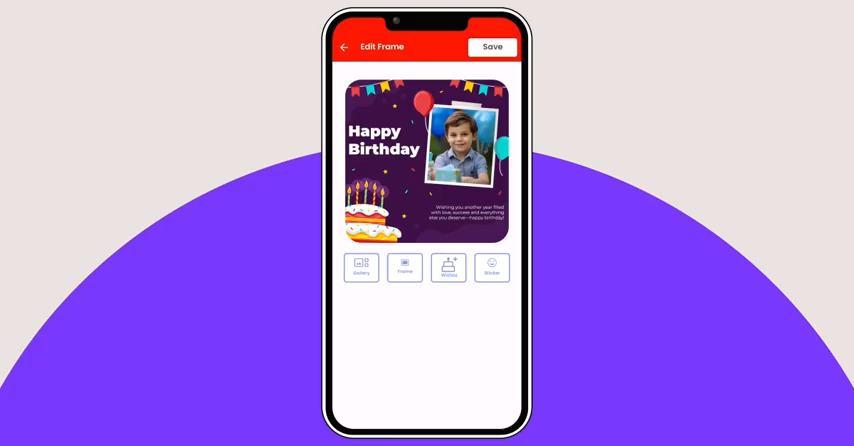 Edit Frame
Save
Happy
Birthday
Wishing you another year filled
with love, success and everything
else you deserve—happy birthday!
Gallery
Frame
Wishes
Sticker